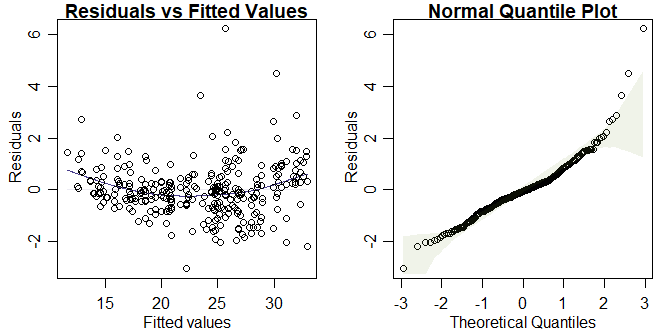 Residuals vs Fitted Values
Residuals
6
4
2
0
-2
15 20 25 30
Fitted values
Normal Quantile Plot
Residuals
6
4
2
0
-2
-3 -2 -1 0 1 2 3
Theoretical Quantiles